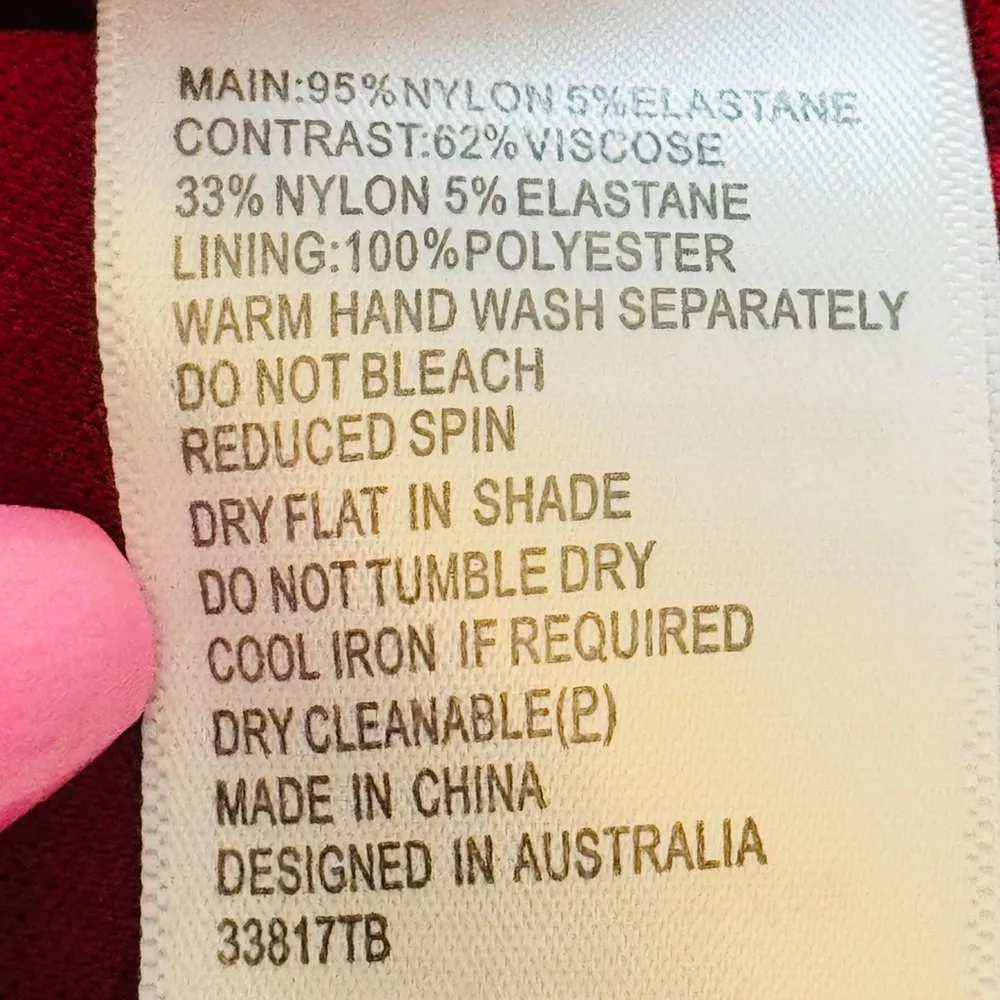 MAIN:95%NYLON 5%ELASTANE
CONTRAST:62%VISCOSE
33% NYLON 5%ELASTANE
LINING:100%POLYESTER
WARM HAND WASH SEPARATELY
DO NOT BLEACH
REDUCED SPIN
DRY FLAT IN SHADE
DO NOT TUMBLE DRY
COOL IRON IF REQUIRED
DRY CLEANABLE(P)
MADE IN CHINA
DESIGNED IN AUSTRALIA
33817TB